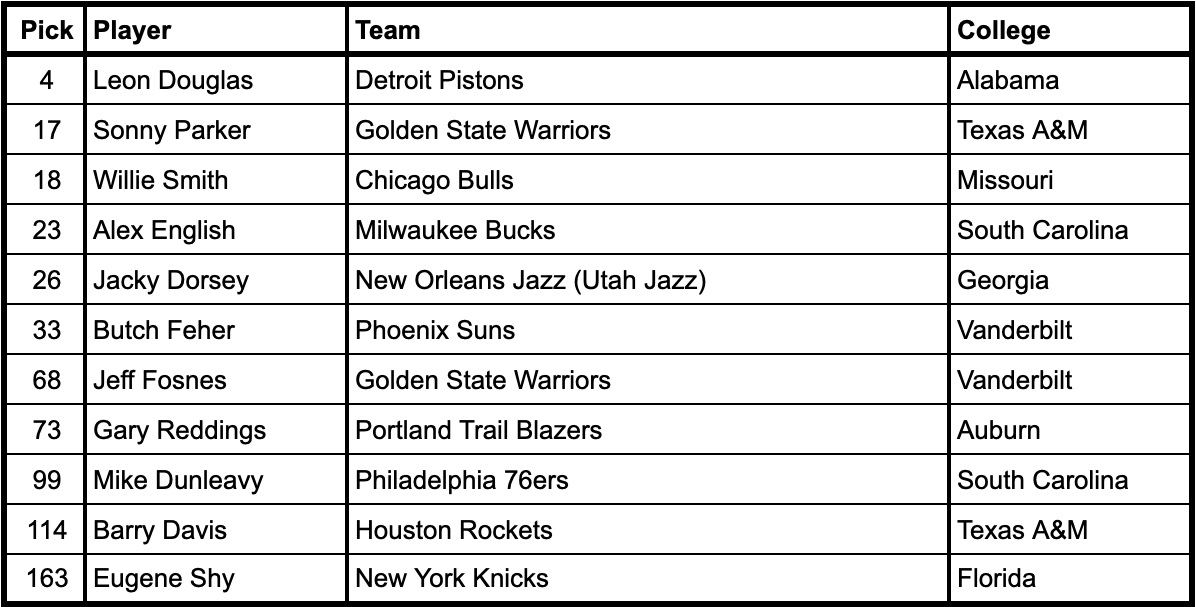 Pick Player Team College
4 Leon Douglas Detroit Pistons Alabama
17 Sonny Parker Golden State Warriors Texas A&M
18 Willie Smith Chicago Bulls Missouri
23 Alex English Milwaukee Bucks South Carolina
26 Jacky Dorsey New Orleans Jazz (Utah Jazz) Georgia
33 Butch Feher Phoenix Suns Vanderbilt
68 Jeff Fosnes Golden State Warriors Vanderbilt
73 Gary Reddings Portland Trail Blazers Auburn
99 Mike Dunleavy Philadelphia 76ers South Carolina
114 Barry Davis Houston Rockets Texas A&M
163 Eugene Shy New York Knicks Florida